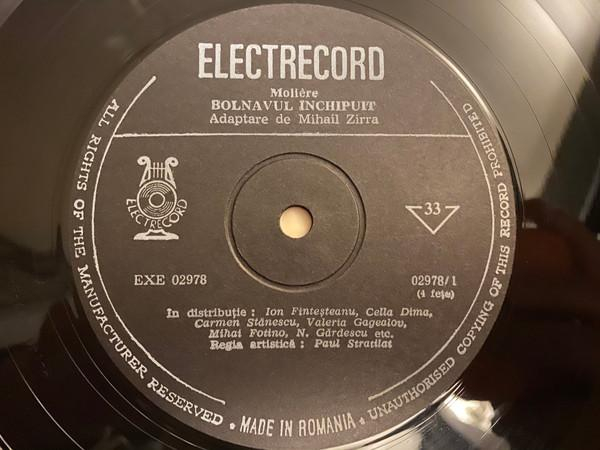 ELECTRECORD
Molière
BOLNAVUL INCHIPUIT
Adaptare de Mihail Zirra
ELECTRECORD
33
EXE 02978
02978/1
(4 fețe)
In distribuție : Ion Finteșteanu, Cella Dima,
Carmen Stănescu, Valeria Gagealov,
Mihai Fotino, N. Gărdescu etc.
Regia artistică : Paul Stratilat
ALL RIGHTS OF THE MANUFACTURER RESERVED • MADE IN ROMANIA • UNAUTHORISED COPYING OF THIS RECORD PROHIBITED